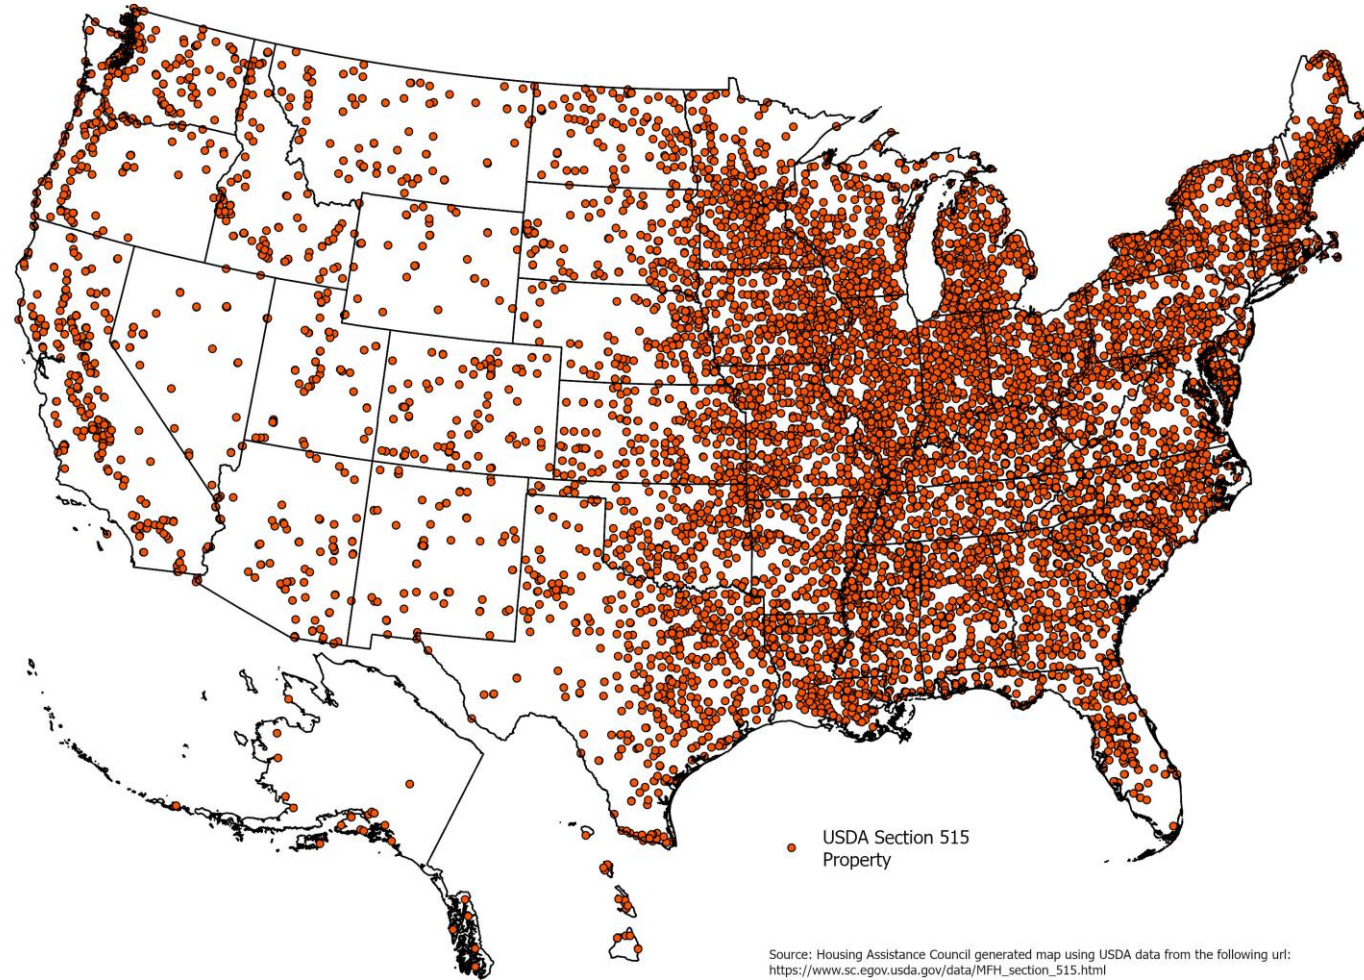 USDA Section 515
Property
Source: Housing Assistance Council generated map using USDA data from the following url:
https://www.sc.egov.usda.gov/data/MFH_section_515.html